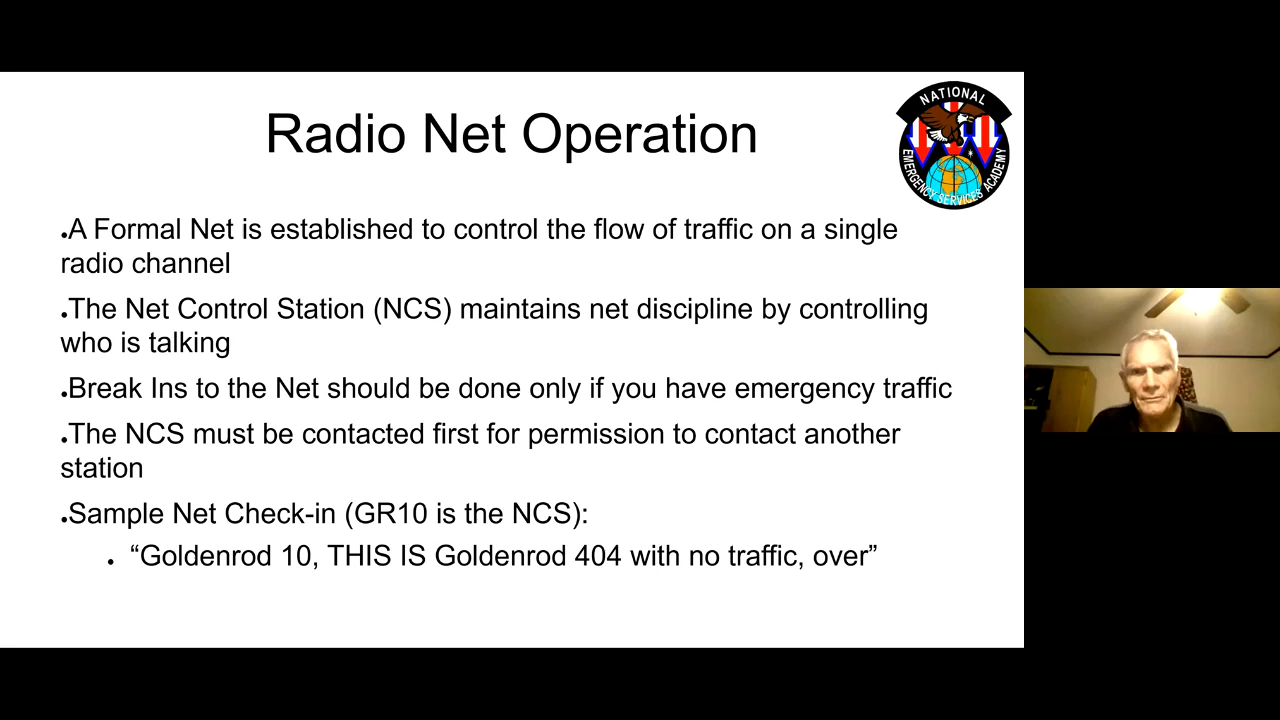 Radio Net Operation
NATIONAL
EMERGENCY SERVICES ACADEMY
•A Formal Net is established to control the flow of traffic on a single
radio channel
•The Net Control Station (NCS) maintains net discipline by controlling
who is talking
•Break Ins to the Net should be done only if you have emergency traffic
•The NCS must be contacted first for permission to contact another
station
•Sample Net Check-in (GR10 is the NCS):
• “Goldenrod 10, THIS IS Goldenrod 404 with no traffic, over”